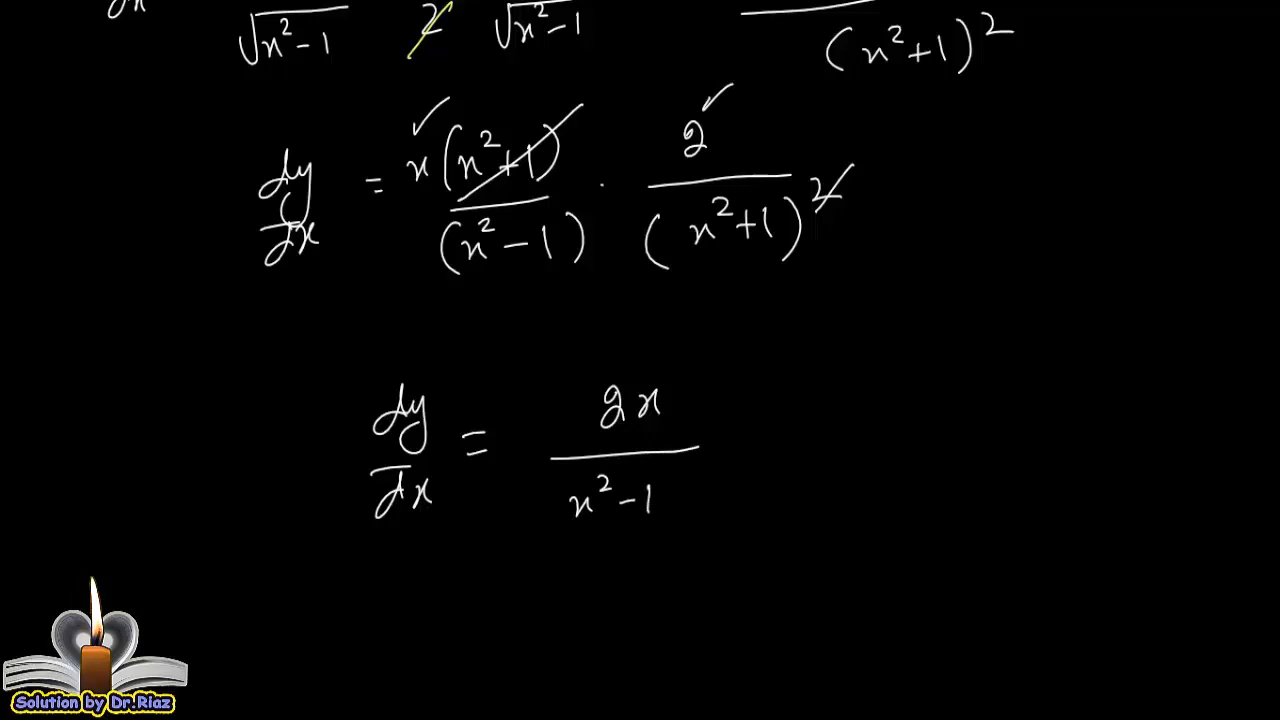 dx √x²-1 2 √x²-1 (x²+1)²
dy/dx = x(x²+1)/(x²-1) · 2/(x²+1)²
dy/dx = 2x/x²-1
Solution by Dr.Riaz